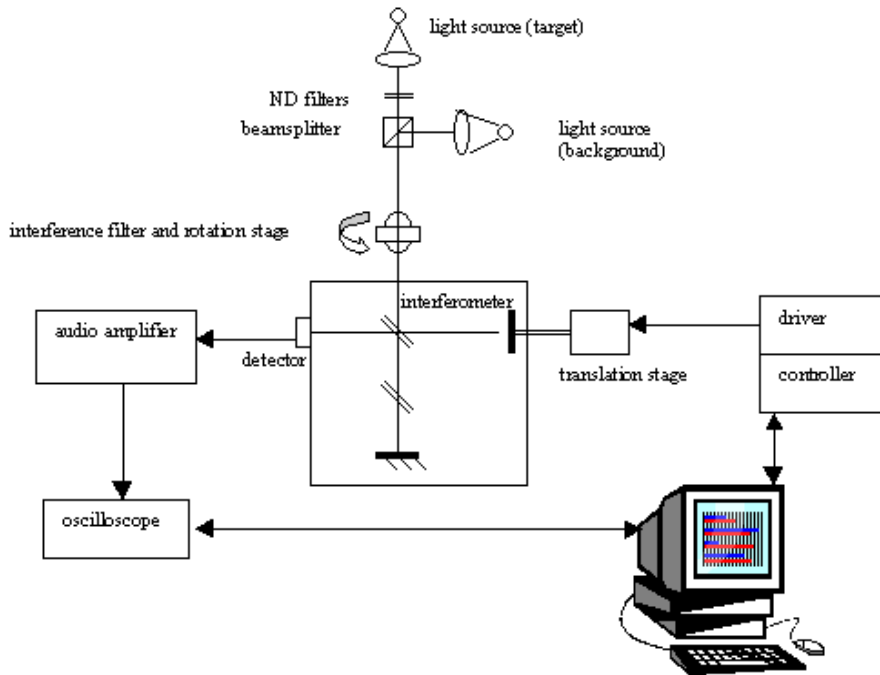 light source (target)
ND filters
beamsplitter
light source
(background)
interference filter and rotation stage
interferometer
audio amplifier
detector
translation stage
driver
controller
oscilloscope